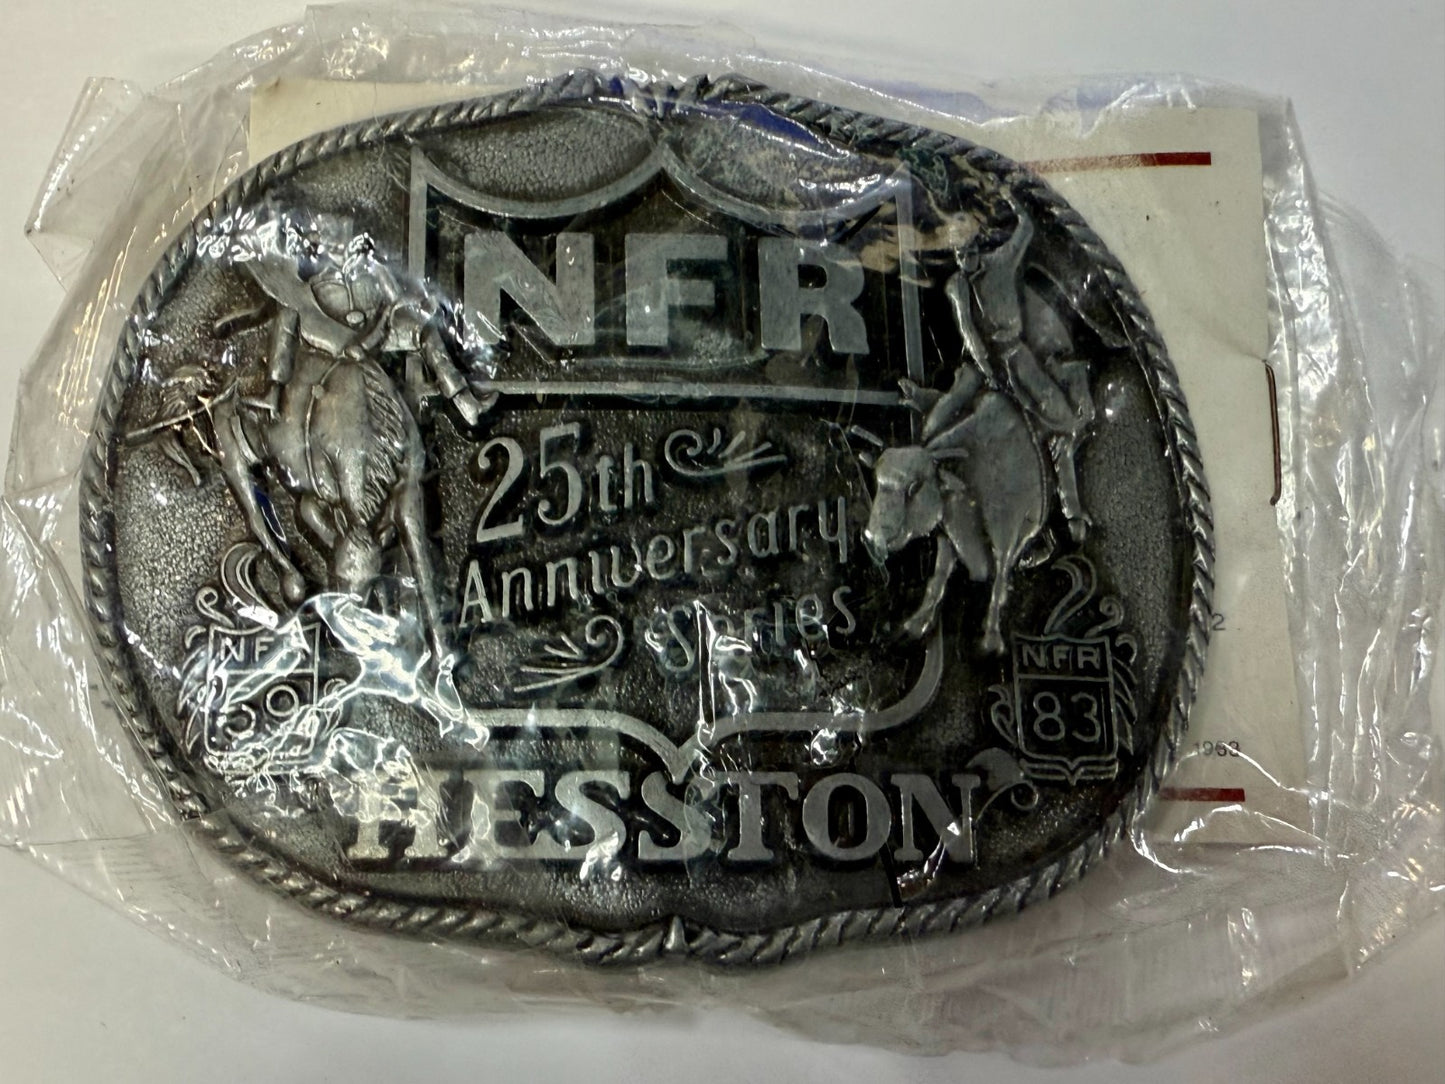 NFR
25th
Anniversary
Series
NFR
83
HESSTON